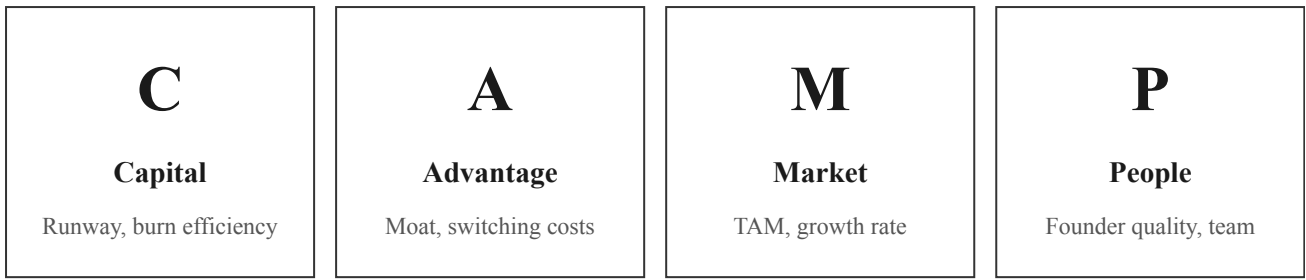 C
Capital
Runway, burn efficiency
A
Advantage
Moat, switching costs
M
Market
TAM, growth rate
P
People
Founder quality, team